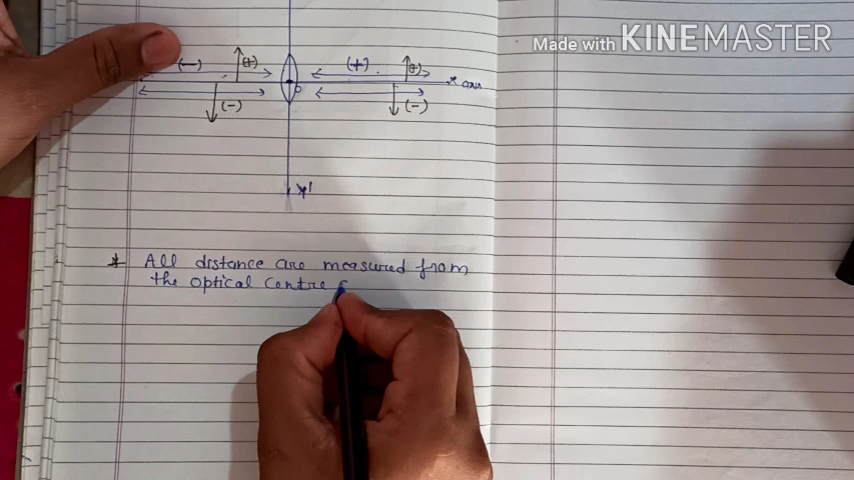 Made with KINEMASTER
(-) (+) (+) (+)
x axis
(-) (-)
All distance are measured from
the optical centre